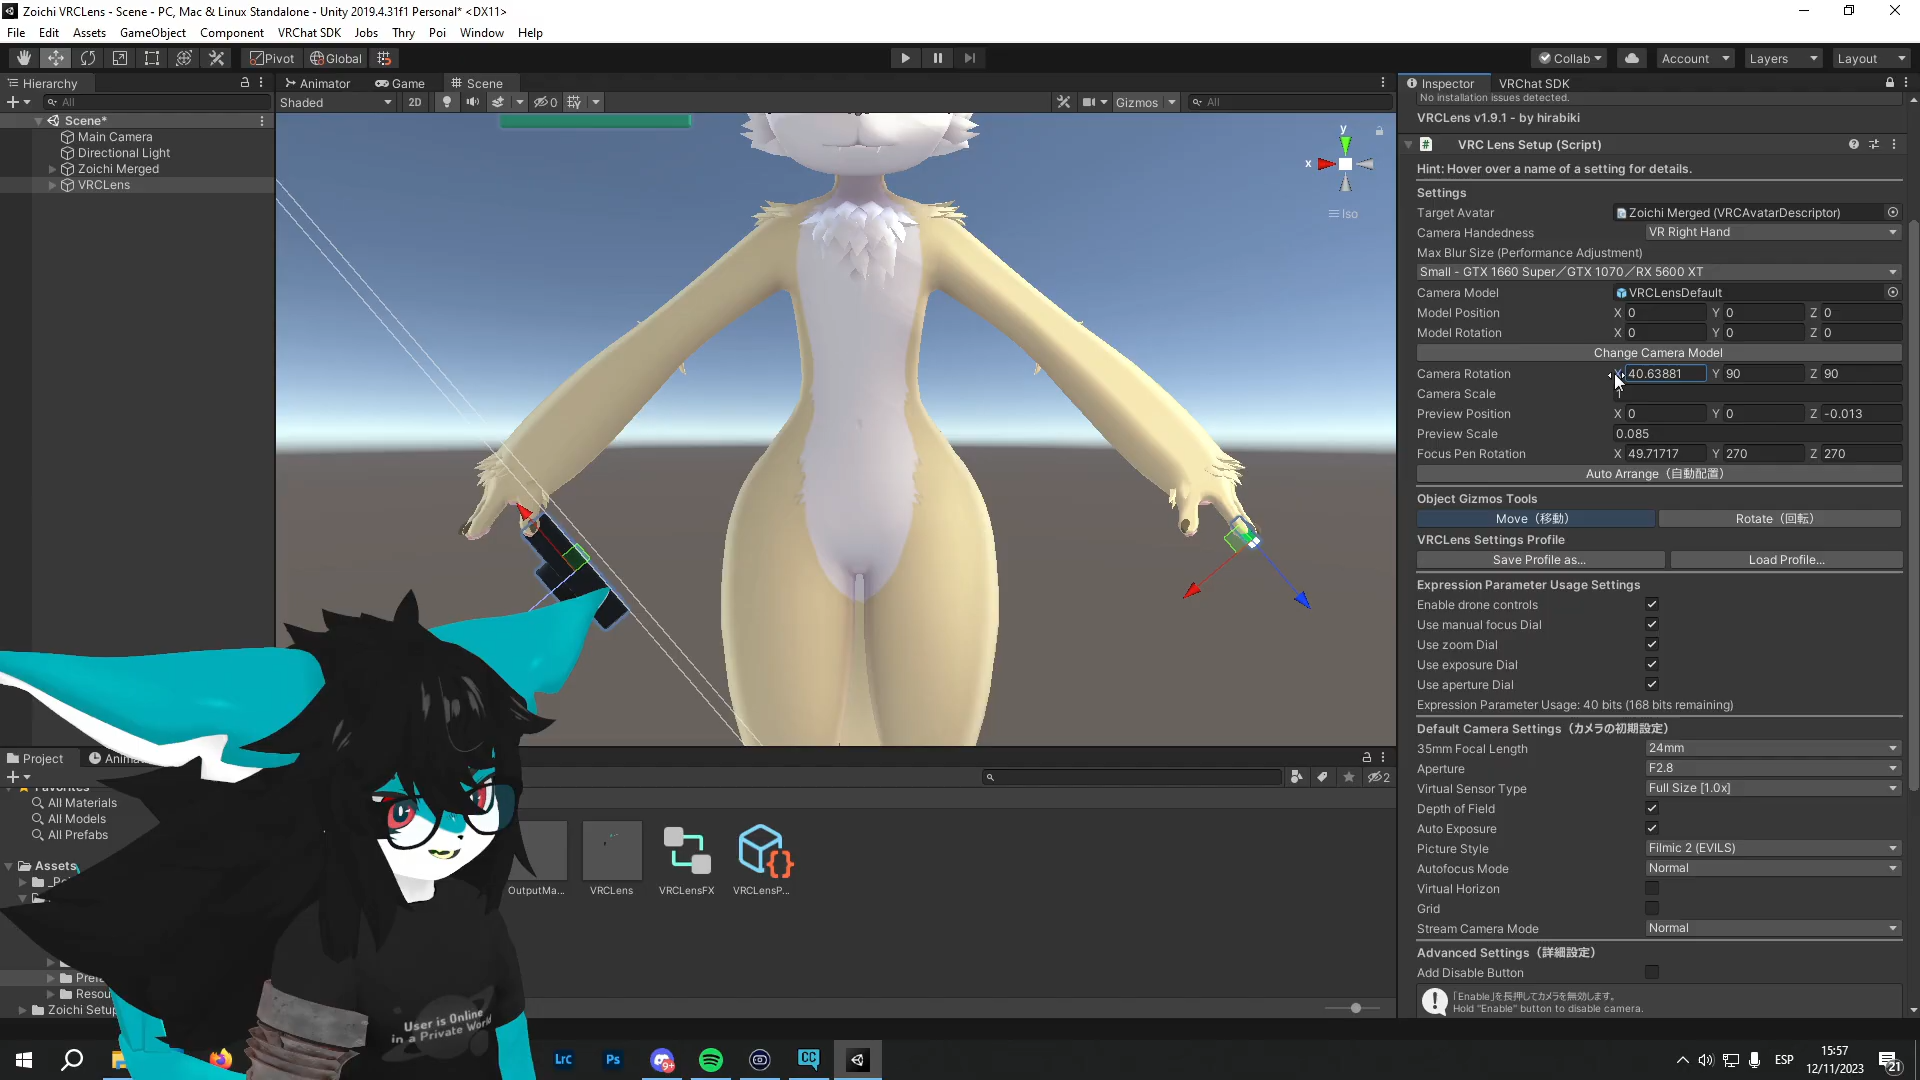 Zoichi VRCLens - Scene - PC, Mac & Linux Standalone - Unity 2019.4.31f1 Personal* <DX11>
File Edit Assets GameObject Component VRChat SDK Jobs Thry Poi Window Help
Pivot Global Collab Account Layers Layout
Hierarchy
All
Scene*
Main Camera
Directional Light
Zoichi Merged
VRCLens
Animator Game Scene
Shaded 2D 0 Gizmos All
y
x
Iso
Inspector VRChat SDK
No installation issues detected.
VRCLens v1.9.1 - by hirabiki
VRC Lens Setup (Script)
Hint: Hover over a name of a setting for details.
Settings
Target Avatar Zoichi Merged (VRCAvatarDescriptor)
Camera Handedness VR Right Hand
Max Blur Size (Performance Adjustment)
Small - GTX 1660 Super／GTX 1070／RX 5600 XT
Camera Model VRCLensDefault
Model Position X 0 Y 0 Z 0
Model Rotation X 0 Y 0 Z 0
Change Camera Model
Camera Rotation X 40.63881 Y 90 Z 90
Camera Scale 1
Preview Position X 0 Y 0 Z -0.013
Preview Scale 0.085
Focus Pen Rotation X 49.71717 Y 270 Z 270
Auto Arrange（自動配置）
Object Gizmos Tools
Move（移動） Rotate（回転）
VRCLens Settings Profile
Save Profile as... Load Profile...
Expression Parameter Usage Settings
Enable drone controls
Use manual focus Dial
Use zoom Dial
Use exposure Dial
Use aperture Dial
Expression Parameter Usage: 40 bits (168 bits remaining)
Default Camera Settings（カメラの初期設定）
35mm Focal Length 24mm
Aperture F2.8
Virtual Sensor Type Full Size [1.0x]
Depth of Field
Auto Exposure
Picture Style Filmic 2 (EVILS)
Autofocus Mode Normal
Virtual Horizon
Grid
Stream Camera Mode Normal
Advanced Settings（詳細設定）
Add Disable Button
「Enable」を長押してカメラを無効します。
Hold "Enable" button to disable camera.
Project Anima
2
Favorites
All Materials
All Models
All Prefabs
Assets
Prefa
Resou
Zoichi Setup
OutputMa... VRCLens VRCLensFX VRCLensP...
User is Online
in a Private World
Lrc Ps 9+ CC
ESP
15:57
12/11/2023
21